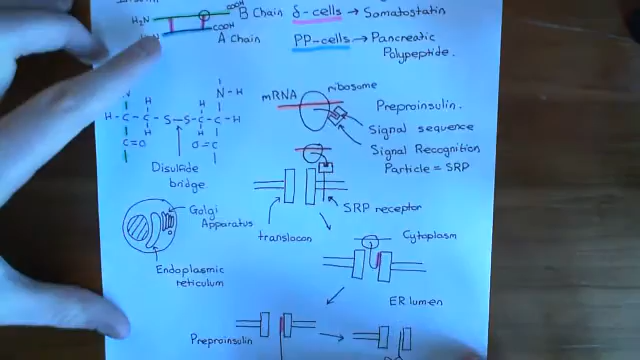 COOH
H₂N
B Chain
δ-cells → Somatostatin
COOH
A Chain
PP-cells → Pancreatic
Polypeptide.
N
H
H
N-H
H-C-C-S-S-C-C-H
H
H
C=O
O=C
Disulfide
bridge
mRNA
ribosome
Preproinsulin.
Signal sequence
Signal Recognition
Particle = SRP
SRP receptor
translocon
Golgi
Apparatus
Endoplasmic
reticulum
Cytoplasm
ER lumen
Preproinsulin